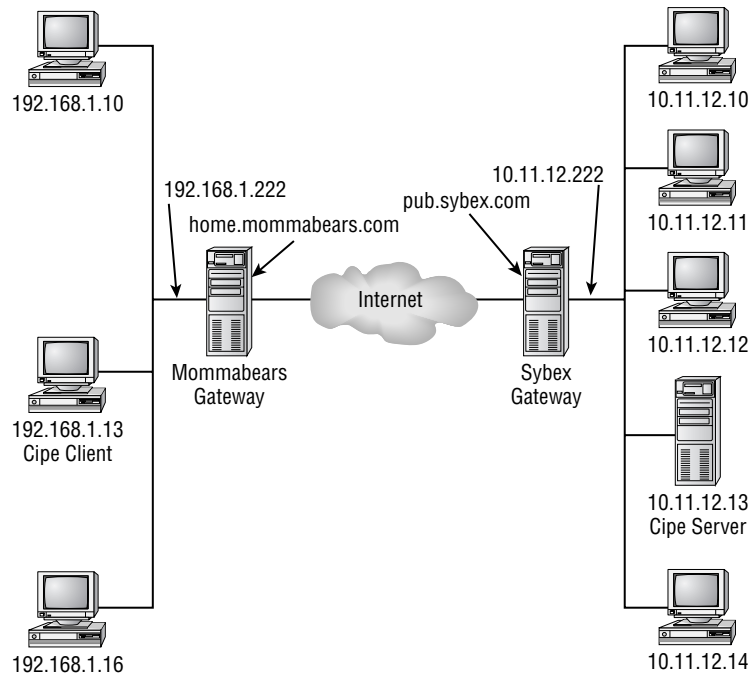 192.168.1.10
192.168.1.222
home.mommabears.com
Mommabears
Gateway
192.168.1.13
Cipe Client
192.168.1.16
Internet
pub.sybex.com
10.11.12.222
Sybex
Gateway
10.11.12.10
10.11.12.11
10.11.12.12
10.11.12.13
Cipe Server
10.11.12.14